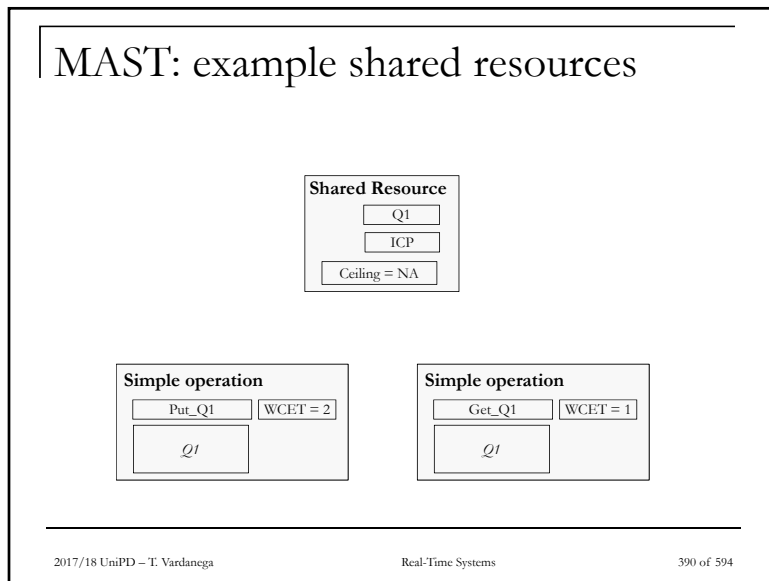 MAST: example shared resources
Shared Resource
Q1
ICP
Ceiling = NA
Simple operation
Put_Q1
WCET = 2
Q1
Simple operation
Get_Q1
WCET = 1
Q1
2017/18 UniPD – T. Vardanega
Real-Time Systems
390 of 594